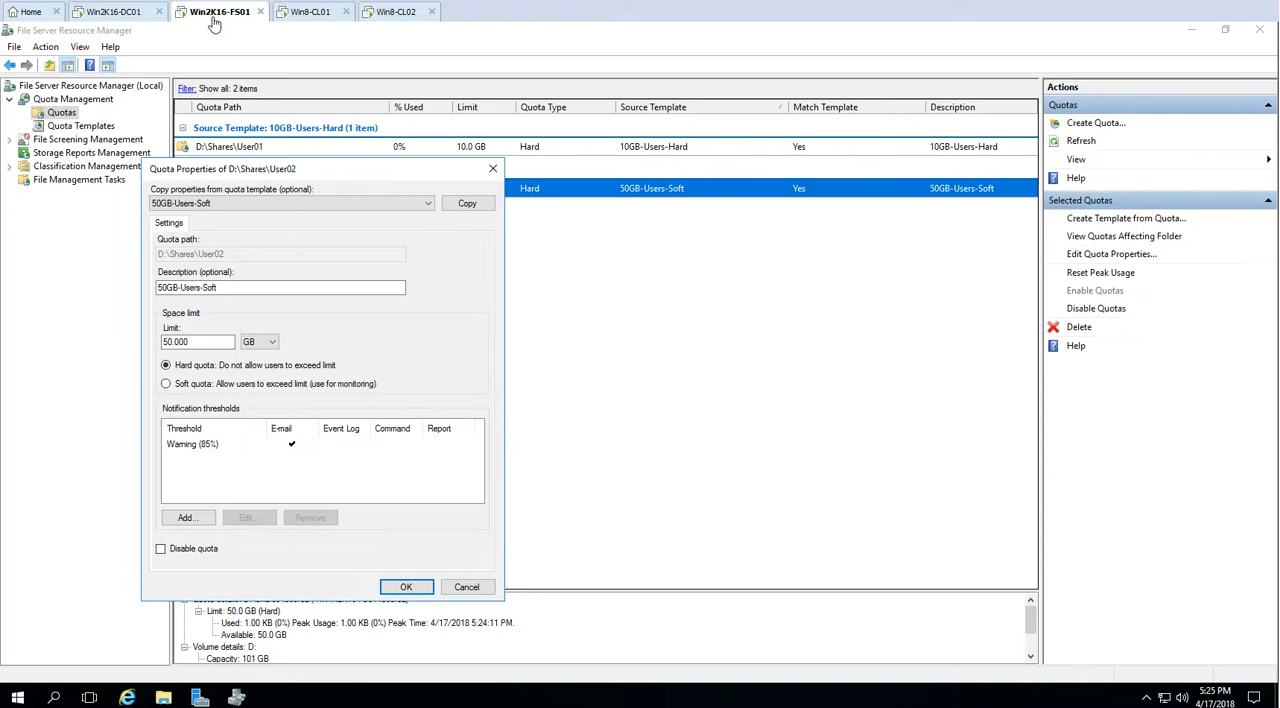 Home
Win2K16-DC01
Win2K16-FS01
Win8-CL01
Win8-CL02
File Server Resource Manager
File Action View Help
File Server Resource Manager (Local)
Quota Management
Quotas
Quota Templates
File Screening Management
Storage Reports Management
Classification Management
File Management Tasks
Filter: Show all: 2 items
Quota Path % Used Limit Quota Type Source Template Match Template Description
Source Template: 10GB-Users-Hard (1 item)
D:\Shares\User01 0% 10.0 GB Hard 10GB-Users-Hard Yes 10GB-Users-Hard
Hard 50GB-Users-Soft Yes 50GB-Users-Soft
Quota Properties of D:\Shares\User02
Copy properties from quota template (optional):
50GB-Users-Soft Copy
Settings
Quota path:
D:\Shares\User02
Description (optional):
50GB-Users-Soft
Space limit
Limit:
50.000 GB
Hard quota: Do not allow users to exceed limit
Soft quota: Allow users to exceed limit (use for monitoring)
Notification thresholds
Threshold E-mail Event Log Command Report
Warning (85%)
Add... Edit... Remove
Disable quota
OK Cancel
Limit: 50.0 GB (Hard)
Used: 1.00 KB (0%) Peak Usage: 1.00 KB (0%) Peak Time: 4/17/2018 5:24:11 PM.
Available: 50.0 GB
Volume details: D:
Capacity: 101 GB
Actions
Quotas
Create Quota...
Refresh
View
Help
Selected Quotas
Create Template from Quota...
View Quotas Affecting Folder
Edit Quota Properties...
Reset Peak Usage
Enable Quotas
Disable Quotas
Delete
Help
5:25 PM
4/17/2018